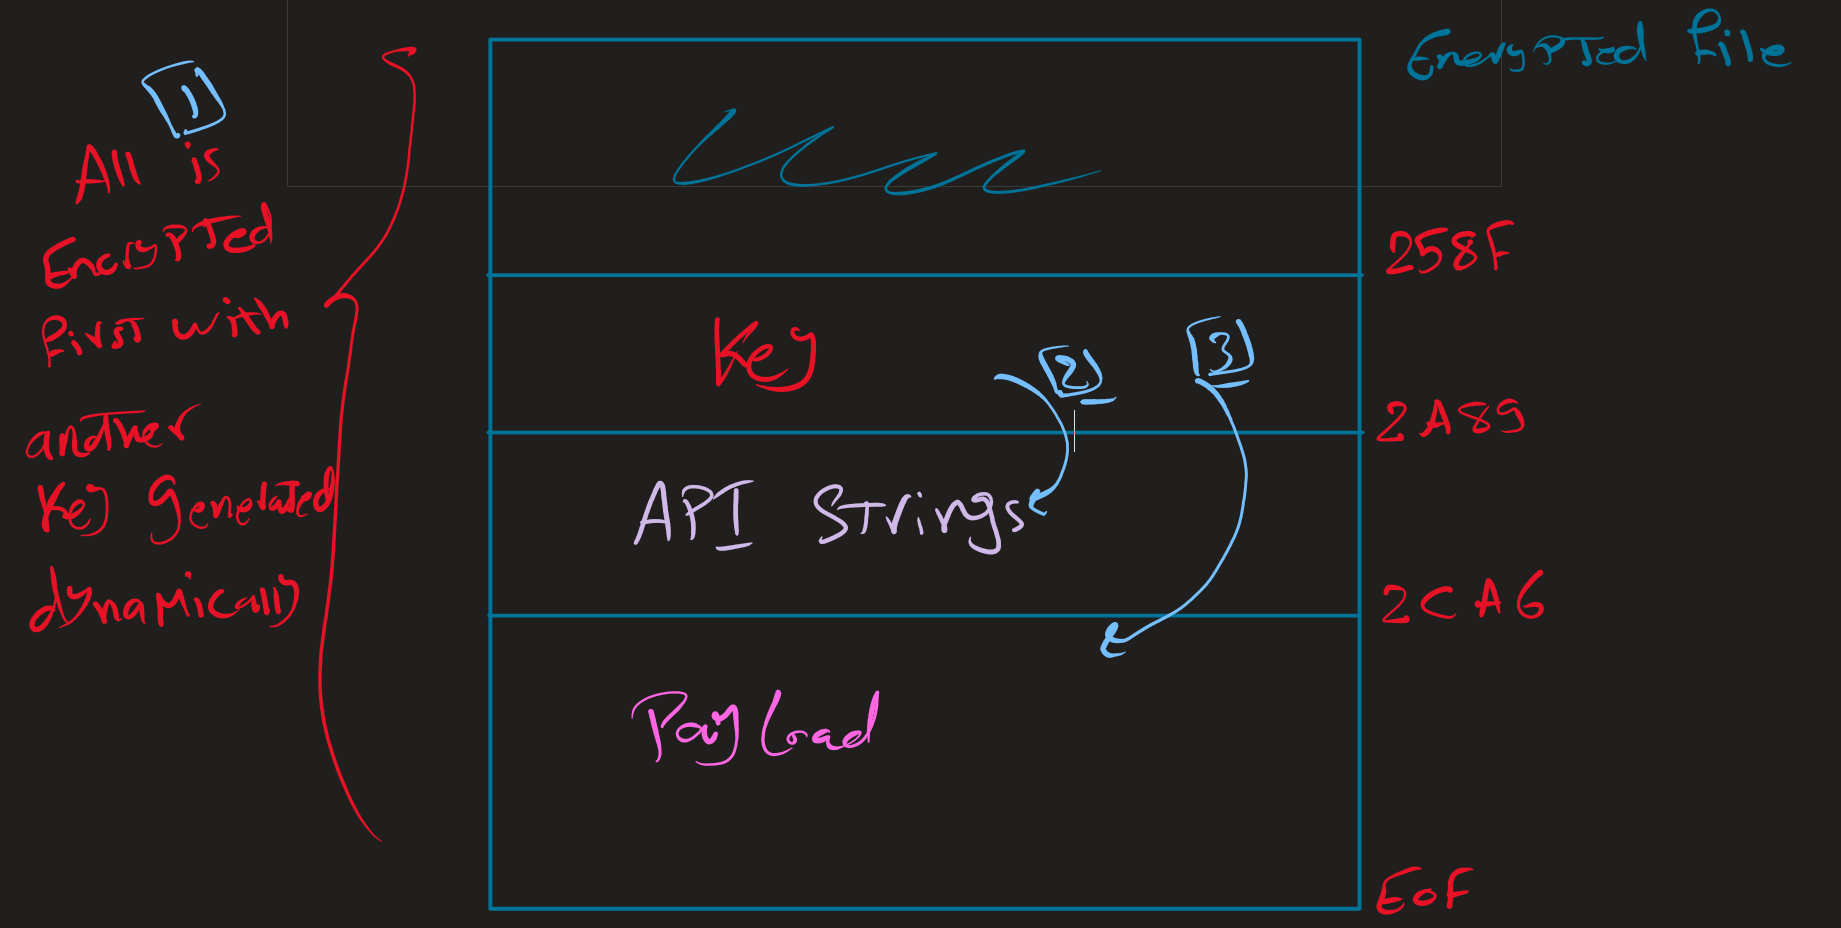 Encrypted File
1
All is
Encrypted
first with
another
Key generated
dynamically
258F
Key
2
3
2A89
API Strings
2CA6
Payload
EOF